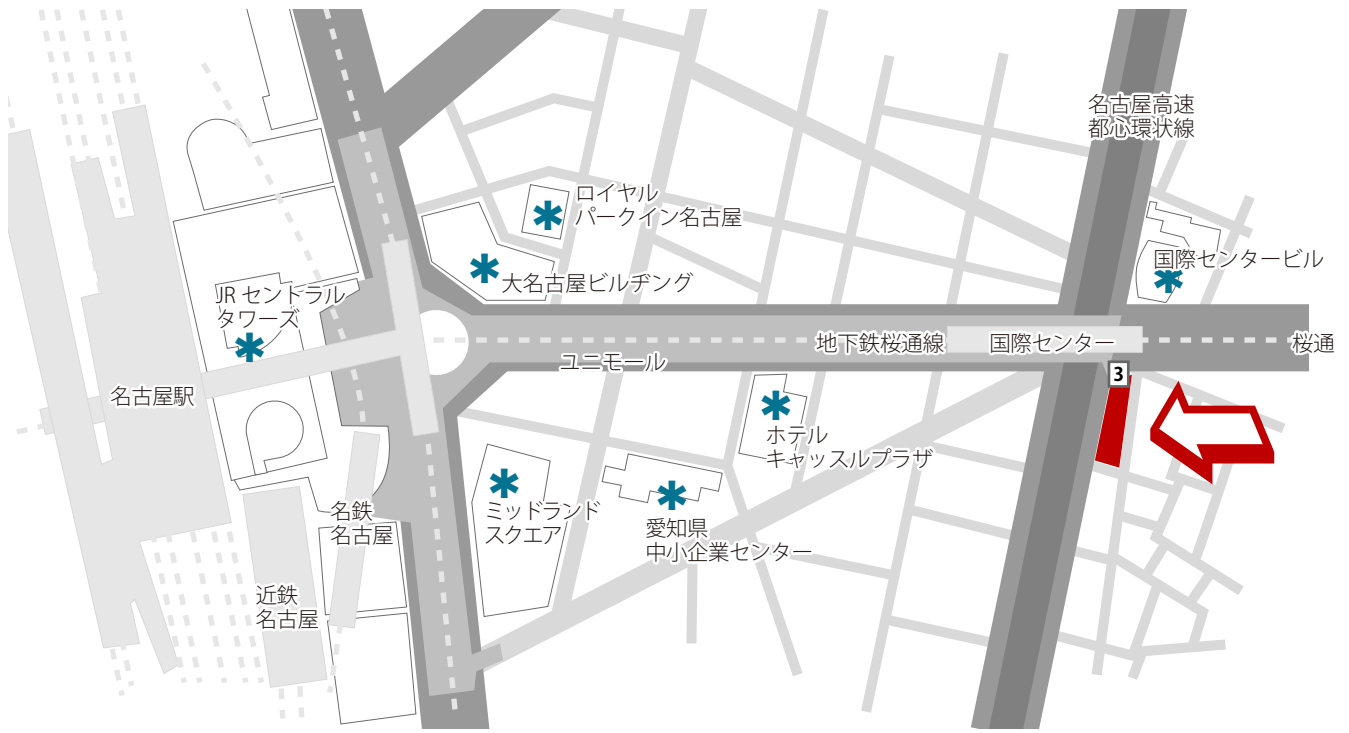 名古屋高速
都心環状線
ロイヤル
パークイン名古屋
国際センタービル
大名古屋ビルヂング
JR セントラル
タワーズ
地下鉄桜通線
国際センター
桜通
ユニモール
3
名古屋駅
ホテル
キャッスルプラザ
名鉄
名古屋
ミッドランド
スクエア
愛知県
中小企業センター
近鉄
名古屋